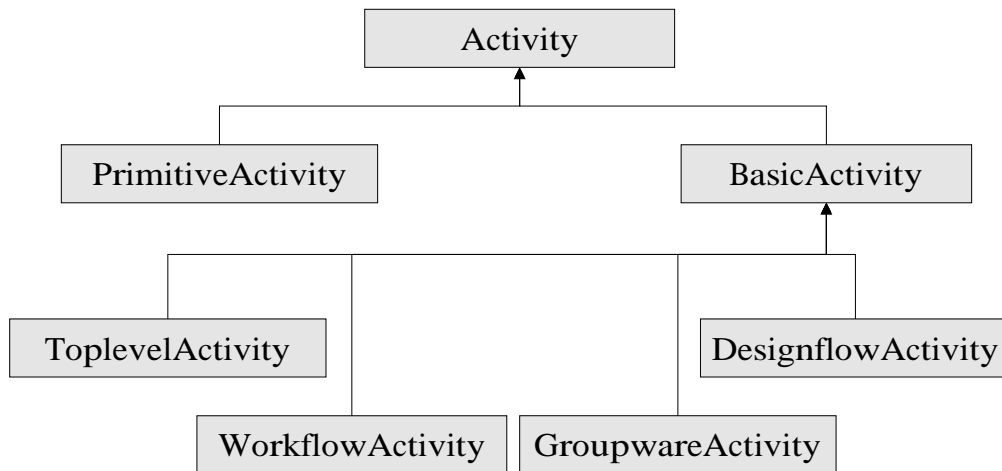 Activity
PrimitiveActivity
BasicActivity
ToplevelActivity
DesignflowActivity
WorkflowActivity
GroupwareActivity